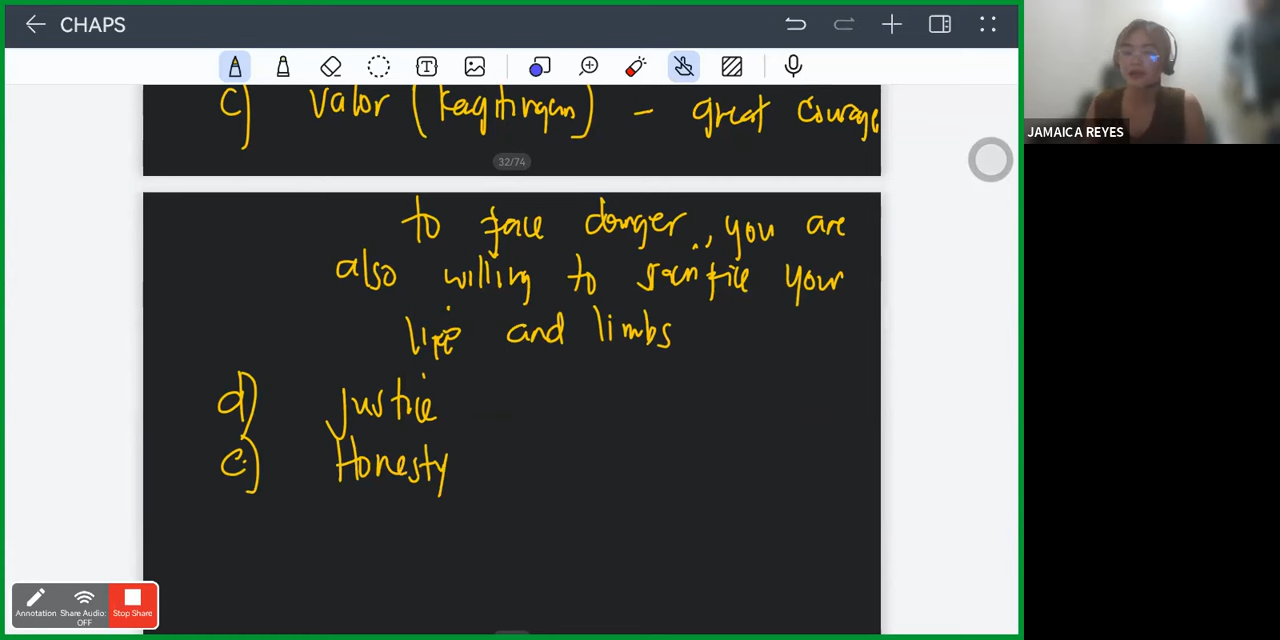 CHAPS
c) Valor (Kagitingan) - great courage
32/74
to face danger, you are
also willing to sacrifice your
life and limbs
d) Justice
e) Honesty
JAMAICA REYES
Annotation
Share Audio: OFF
Stop Share